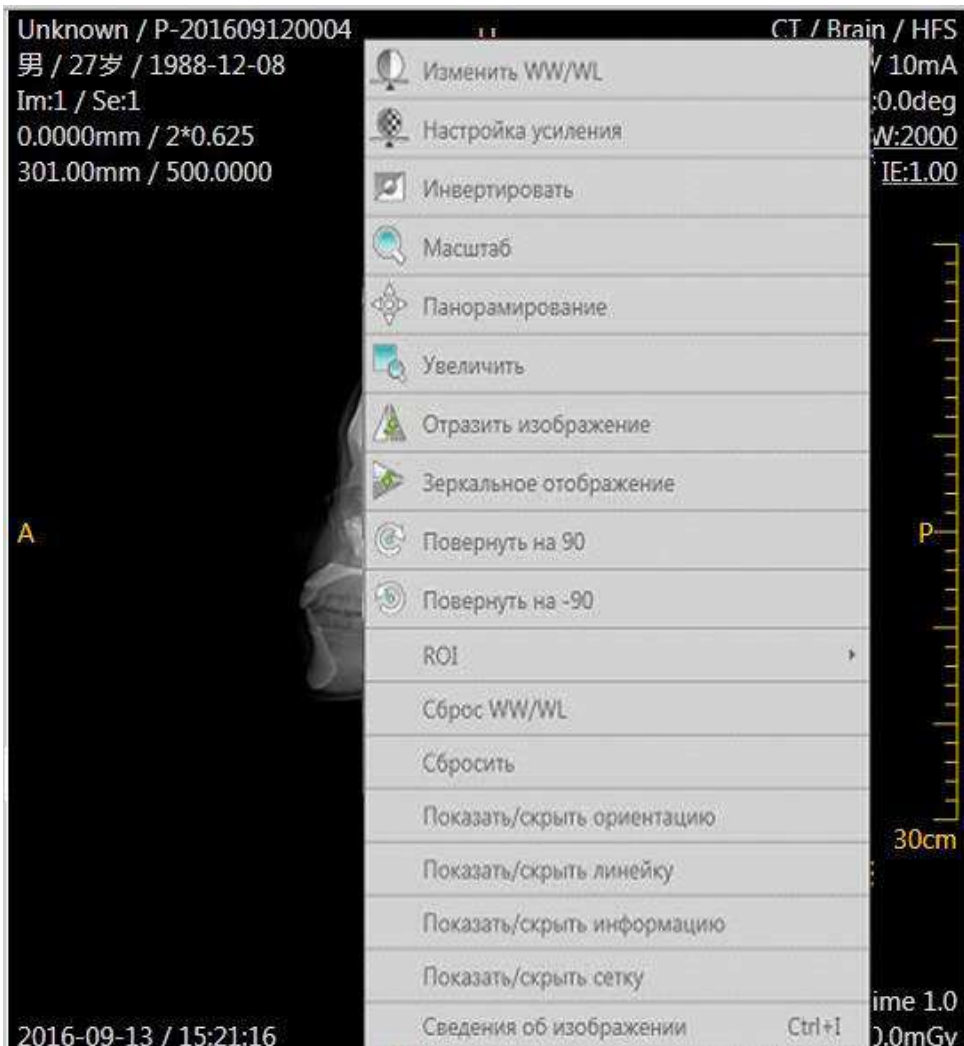 Unknown / P-201609120004
男 / 27岁 / 1988-12-08
Im:1 / Se:1
0.0000mm / 2*0.625
301.00mm / 500.0000
CT / Brain / HFS
/ 10mA
:0.0deg
W:2000
IE:1.00
Изменить WW/WL
Настройка усиления
Инвертировать
Масштаб
Панорамирование
Увеличить
Отразить изображение
Зеркальное отображение
Повернуть на 90
Повернуть на -90
ROI
Сброс WW/WL
Сбросить
Показать/скрыть ориентацию
Показать/скрыть линейку
Показать/скрыть информацию
Показать/скрыть сетку
Сведения об изображении Ctrl+I
A
P
30cm
ime 1.0
0.0mGy
2016-09-13 / 15:21:16